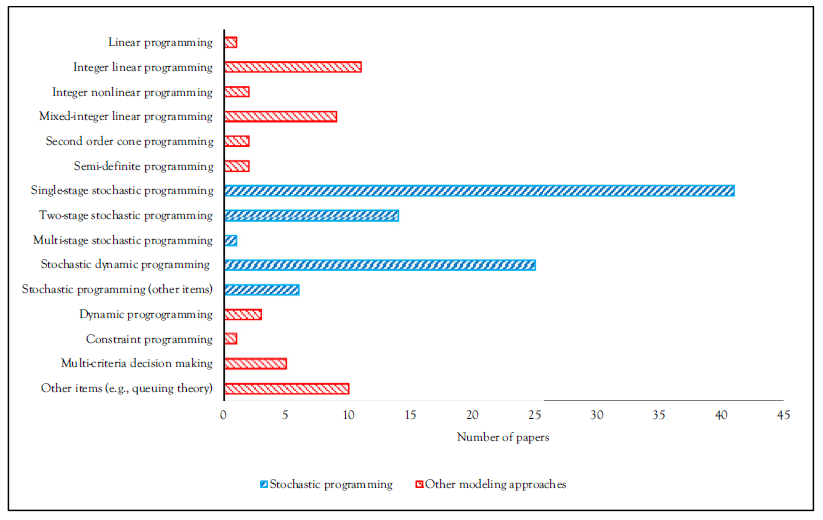 Linear programming
Integer linear programming
Integer nonlinear programming
Mixed-integer linear programming
Second order cone programming
Semi-definite programming
Single-stage stochastic programming
Two-stage stochastic programming
Multi-stage stochastic programming
Stochastic dynamic programming
Stochastic programming (other items)
Dynamic progrogramming
Constraint programming
Multi-criteria decision making
Other items (e.g., queuing theory)
0 5 10 15 20 25 30 35 40 45
Number of papers
Stochastic programming Other modeling approaches